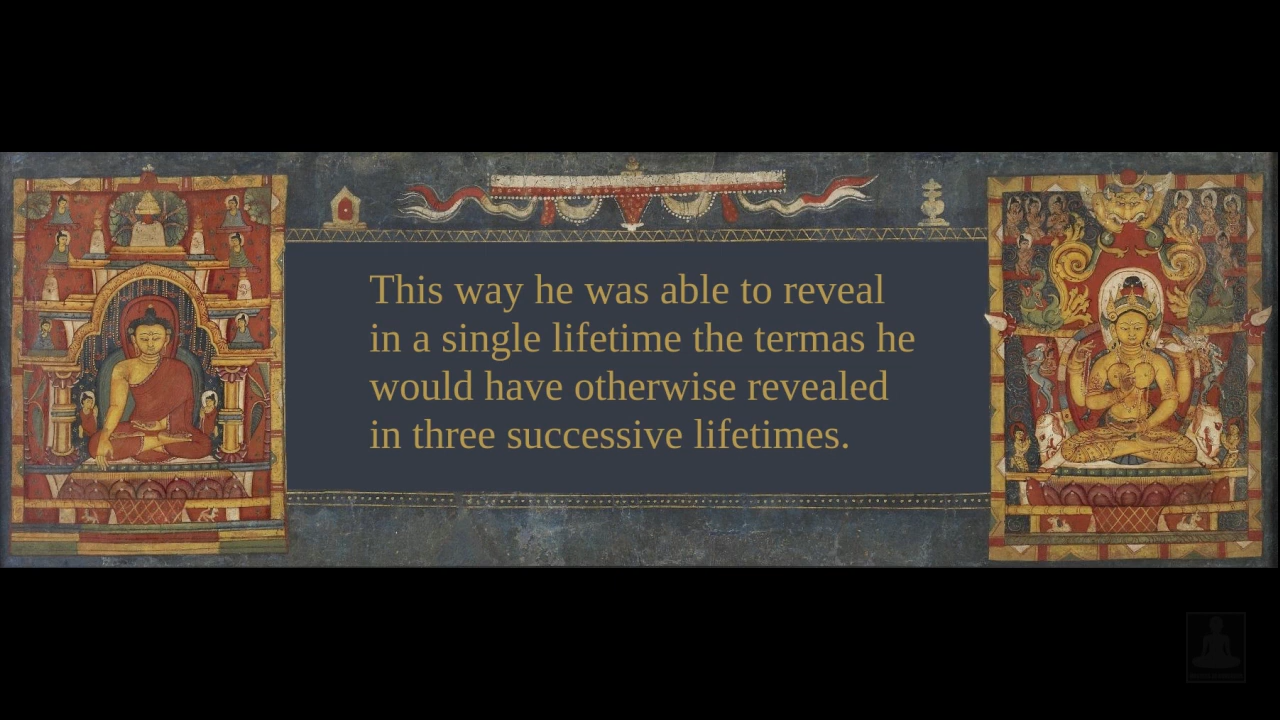 This way he was able to reveal
in a single lifetime the termas he
would have otherwise revealed
in three successive lifetimes.